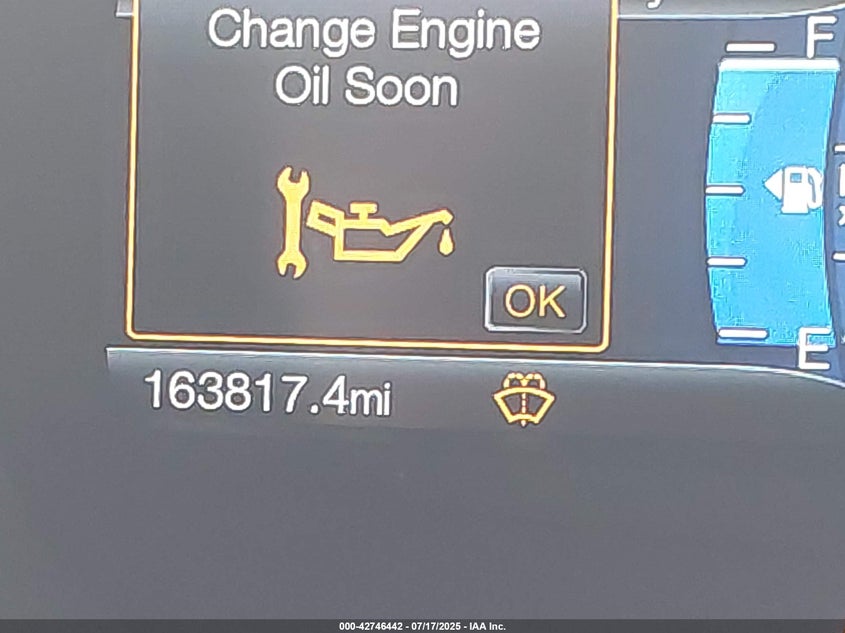 Change Engine
Oil Soon
F
OK
E
163817.4mi
000-42746442 - 07/17/2025 - IAA Inc.